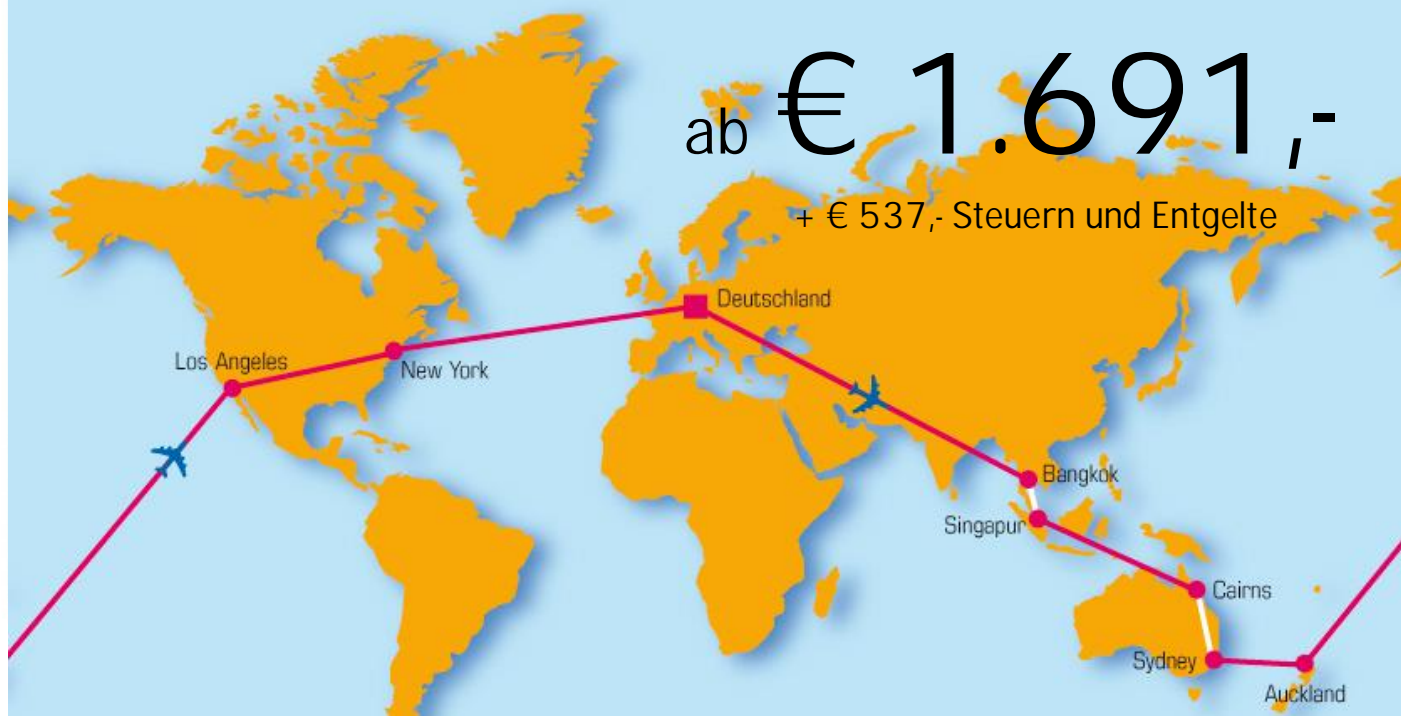 ab € 1.691,-
+ € 537,- Steuern und Entgelte
Deutschland
Los Angeles
New York
Bangkok
Singapur
Cairns
Sydney
Auckland